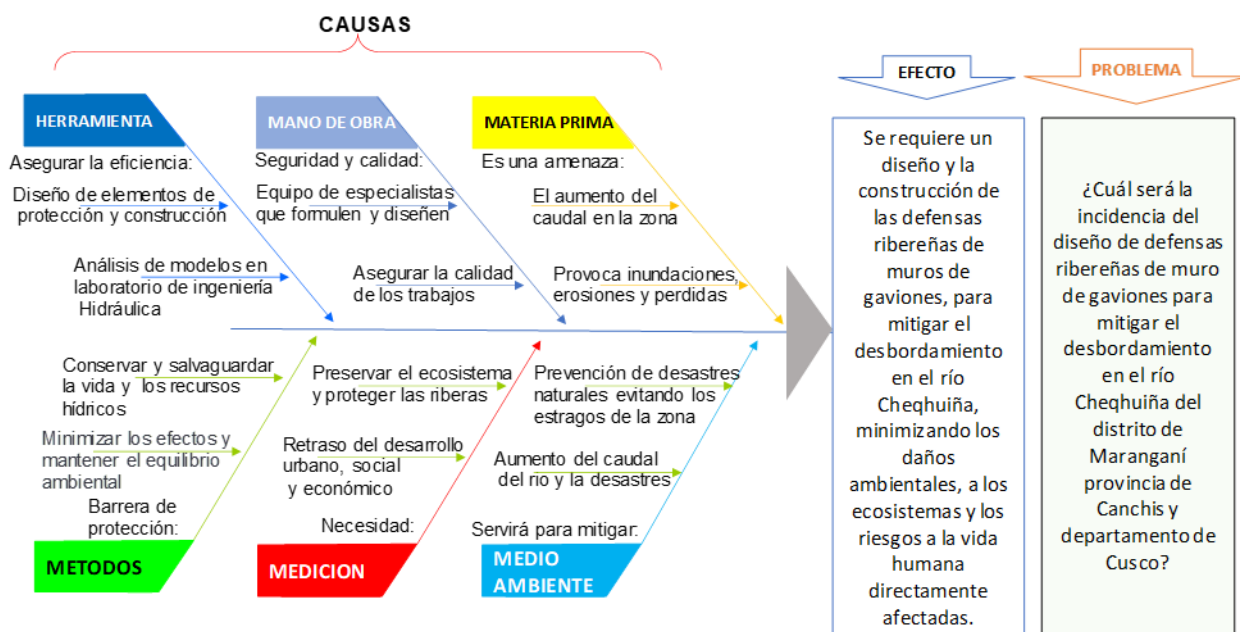 CAUSAS
HERRAMIENTA
Asegurar la eficiencia:
Diseño de elementos de
protección y construcción
Análisis de modelos en
laboratorio de ingeniería
Hidráulica
MANO DE OBRA
Seguridad y calidad:
Equipo de especialistas
que formulen y diseñen
Asegurar la calidad
de los trabajos
MATERIA PRIMA
Es una amenaza:
El aumento del
caudal en la zona
Provoca inundaciones,
erosiones y perdidas
Conservar y salvaguardar
la vida y los recursos
hídricos
Minimizar los efectos y
mantener el equilibrio
ambiental
Barrera de
protección:
METODOS
Preservar el ecosistema
y proteger las riberas
Retraso del desarrollo
urbano, social
y económico
Necesidad:
MEDICION
Prevención de desastres
naturales evitando los
estragos de la zona
Aumento del caudal
del rio y la desastres
Servirá para mitigar:
MEDIO
AMBIENTE
EFECTO
Se requiere un
diseño y la
construcción de
las defensas
ribereñas de
muros de
gaviones, para
mitigar el
desbordamiento
en el río
Cheqhuiña,
minimizando los
daños
ambientales, a los
ecosistemas y los
riesgos a la vida
humana
directamente
afectadas.
PROBLEMA
¿Cuál será la
incidencia del
diseño de defensas
ribereñas de muro
de gaviones para
mitigar el
desbordamiento
en el río
Cheqhuiña del
distrito de
Maranganí
provincia de
Canchis y
departamento de
Cusco?